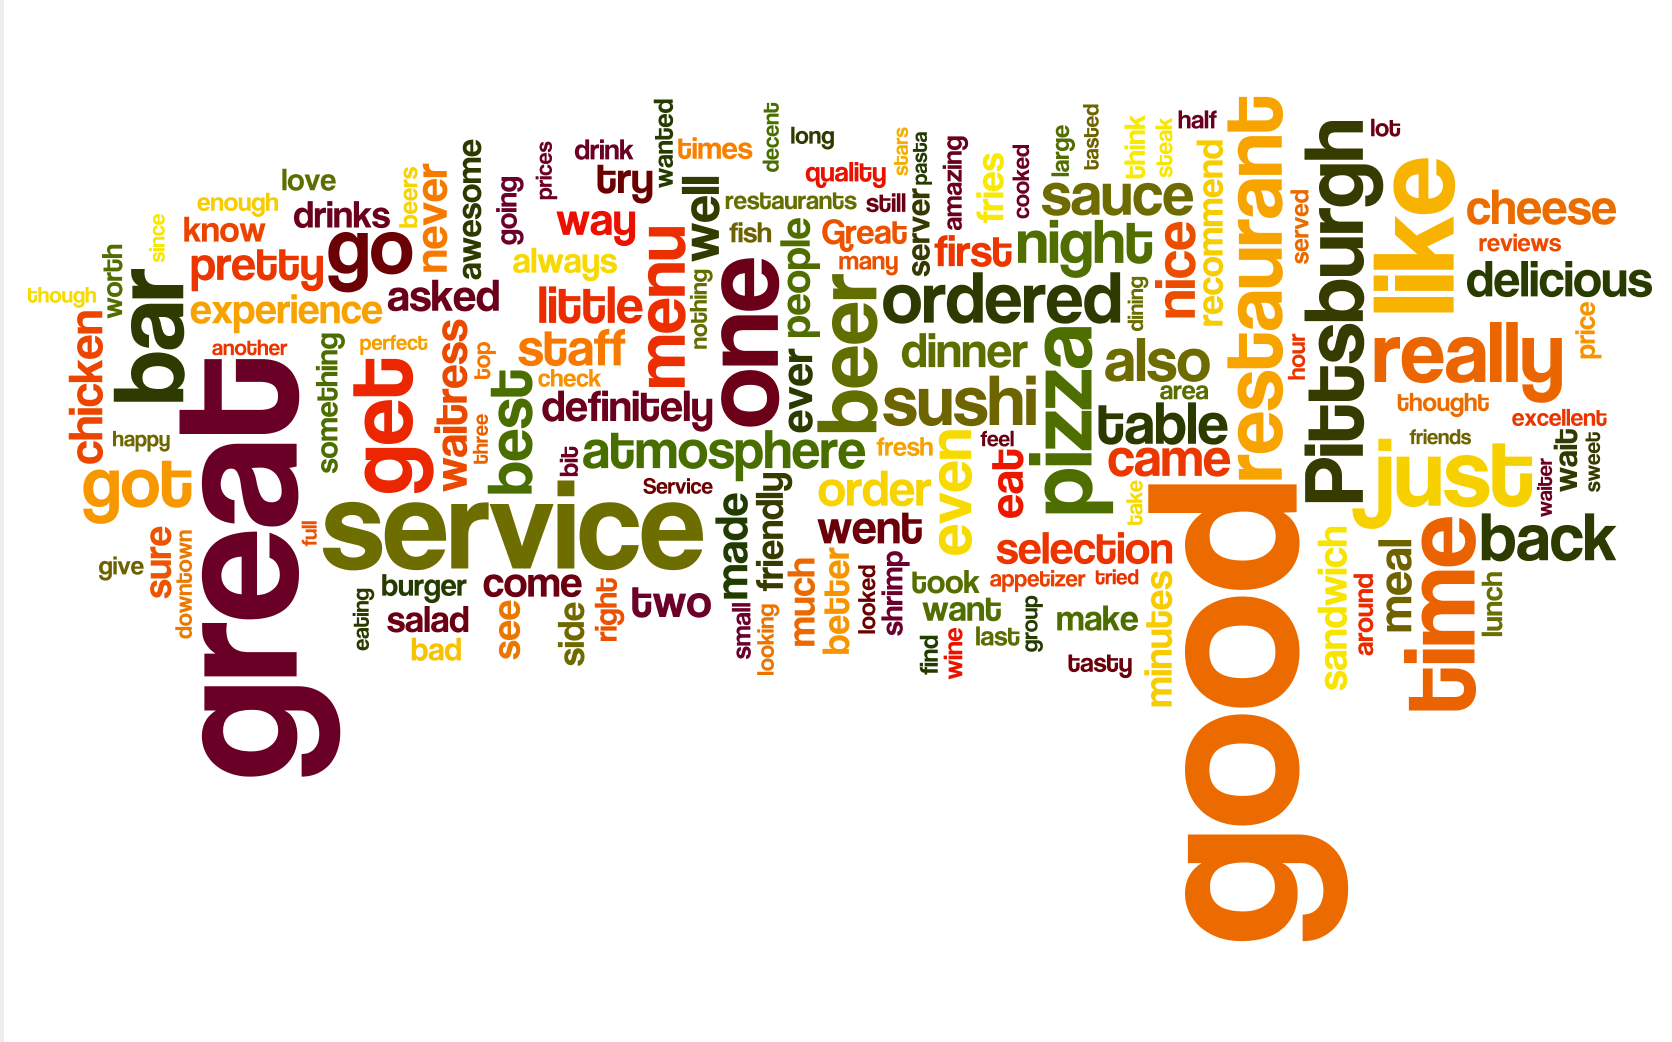 though
worth
since
chicken
happy
got
give
sure
downtown
bar
love
enough
know
drinks
pretty
go
experience
another
great
beers
never
awesome
asked
something
perfect
get
waitress
top
three
best
full
service
eating
burger
salad
bad
come
see
side
right
two
going
prices
drink
try
way
always
little
staff
check
definitely
bit
atmosphere
Service
wanted
times
decent
long
well
menu
nothing
restaurants
fish
people
one
ever
beer
made
friendly
small
looking
much
better
looked
shrimp
quality
still
stars
pasta
server
Great
many
amazing
first
fries
cooked
ordered
dinner
sushi
fresh
order
went
even
feel
eat
took
want
find
wine
last
group
appetizer
tried
selection
make
tasty
large
tasted
sauce
night
think
steak
half
dining
nice
recommend
pizza
also
area
table
came
take
minutes
restaurant
served
hour
good
Pittsburgh
lot
like
cheese
reviews
delicious
price
really
thought
excellent
friends
just
wait
sweet
waiter
back
sandwich
around
meal
time
lunch